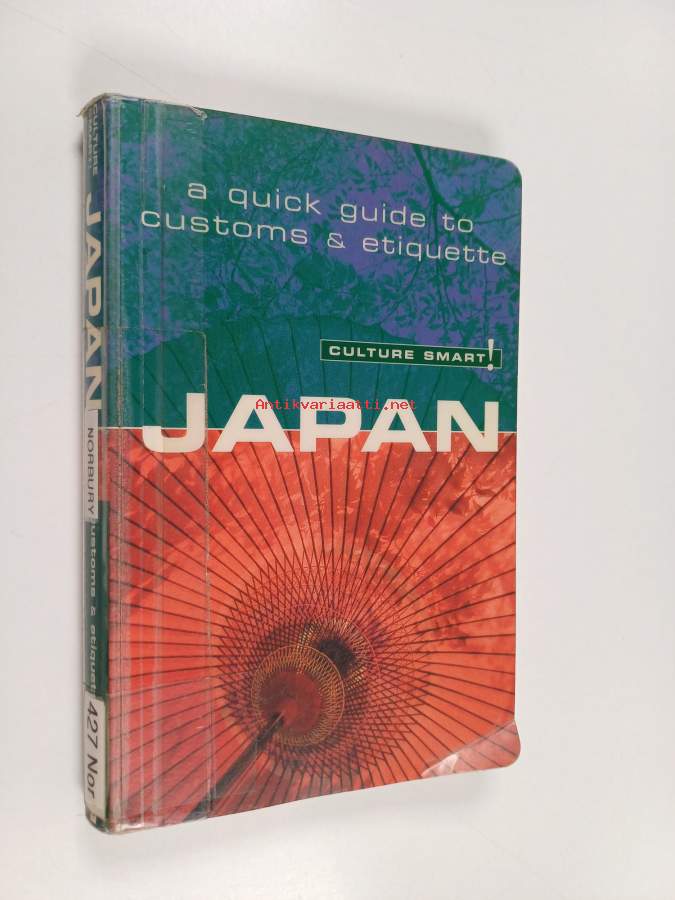 a quick guide to
customs & etiquette
CULTURE SMART!
Antikvariaatti.net
JAPAN
CULTURE
SMART!
JAPAN
NORBURY
customs & etiquet
427 Nor